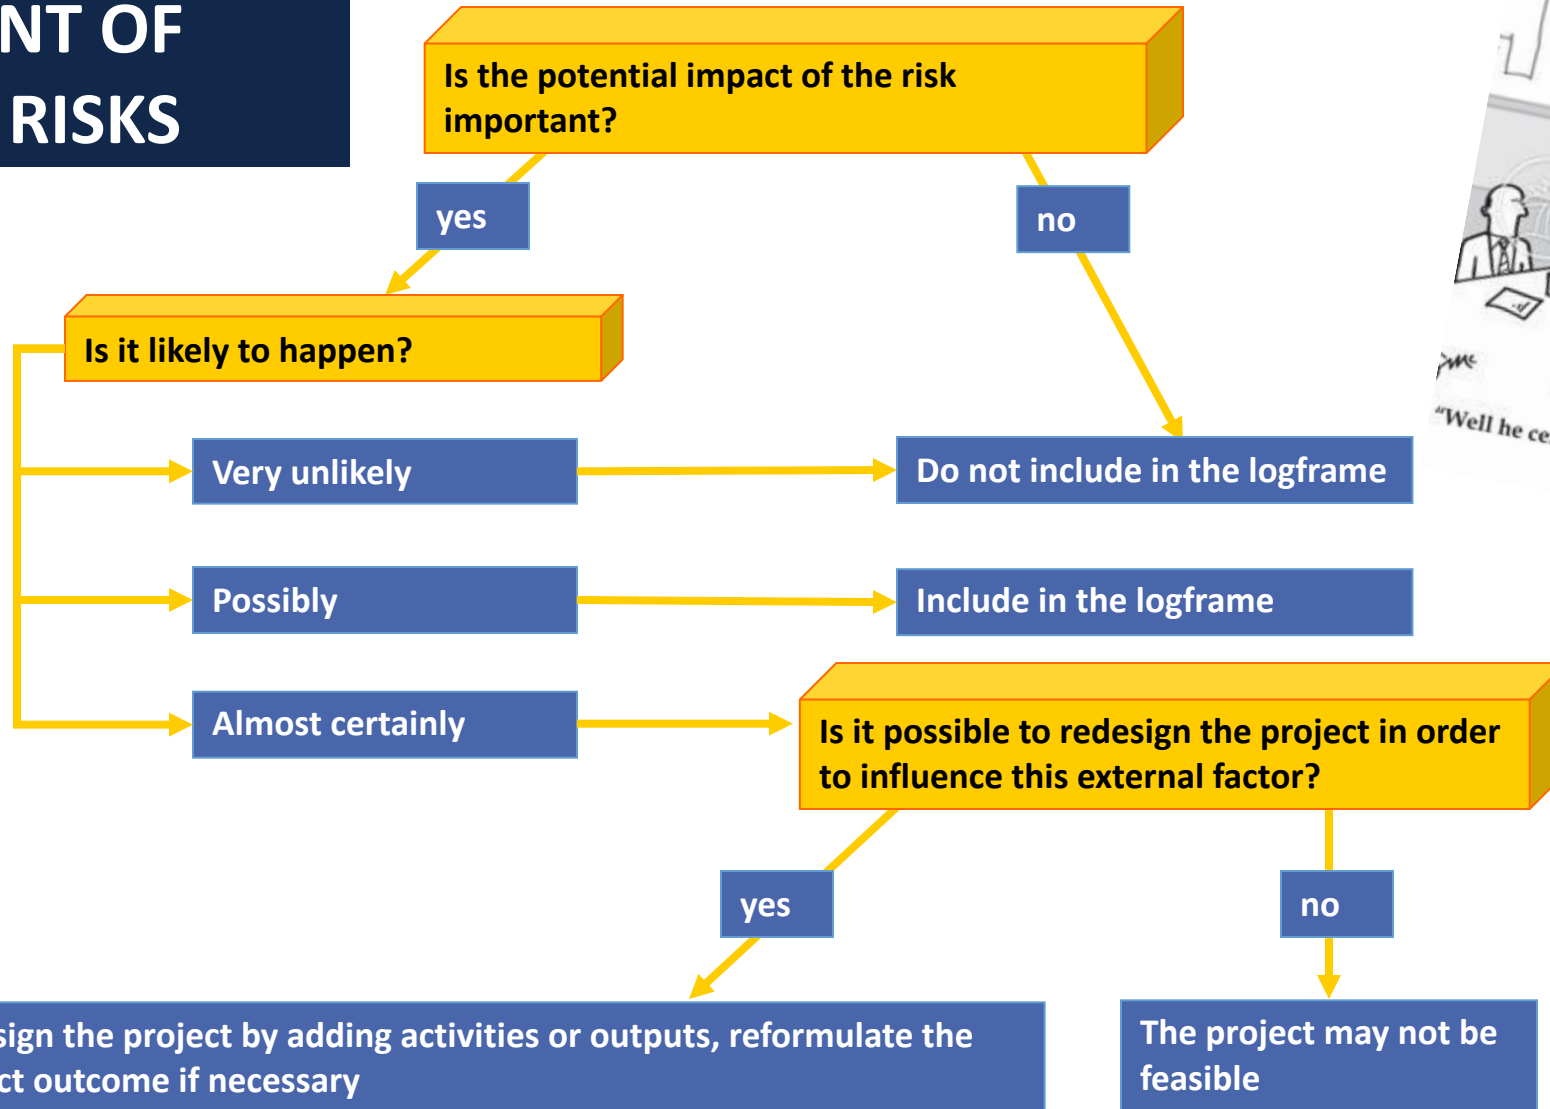 NT OF
RISKS
Is the potential impact of the risk
important?
yes
no
Is it likely to happen?
Very unlikely
Do not include in the logframe
Possibly
Include in the logframe
Almost certainly
Is it possible to redesign the project in order
to influence this external factor?
yes
no
sign the project by adding activities or outputs, reformulate the
ct outcome if necessary
The project may not be
feasible
"Well he ce